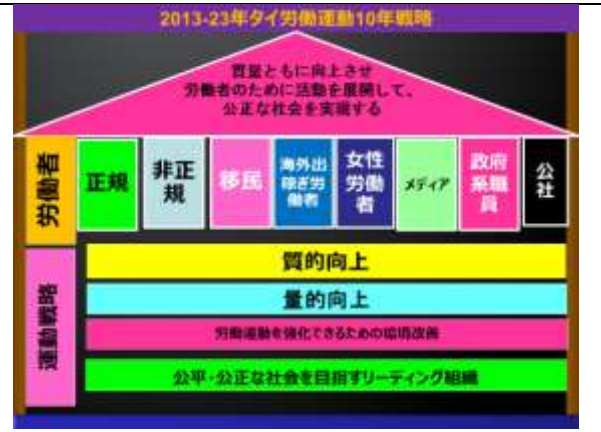 2013-23年タイ労働運動10年戦略
質量ともに向上させ
労働者のために活動を展開して、
公正な社会を実現する
労働者
正規
非正
規
移民
海外出
稼ぎ労
働者
女性
労働
者
メディア
政府
系職
員
公
社
運動戦略
質的向上
量的向上
労働運動を強化できるための環境改善
公平・公正な社会を目指すリーディング組織